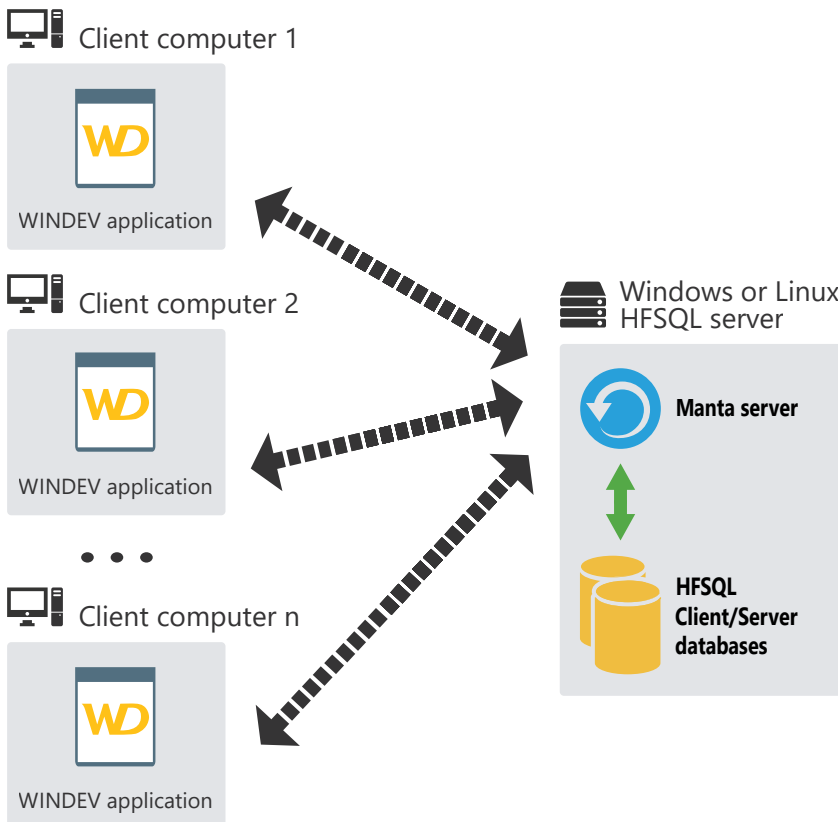 Client computer 1
WD
WINDEV application
Client computer 2
WD
WINDEV application
...
Client computer n
WD
WINDEV application
Windows or Linux
HFSQL server
Manta server
HFSQL
Client/Server
databases